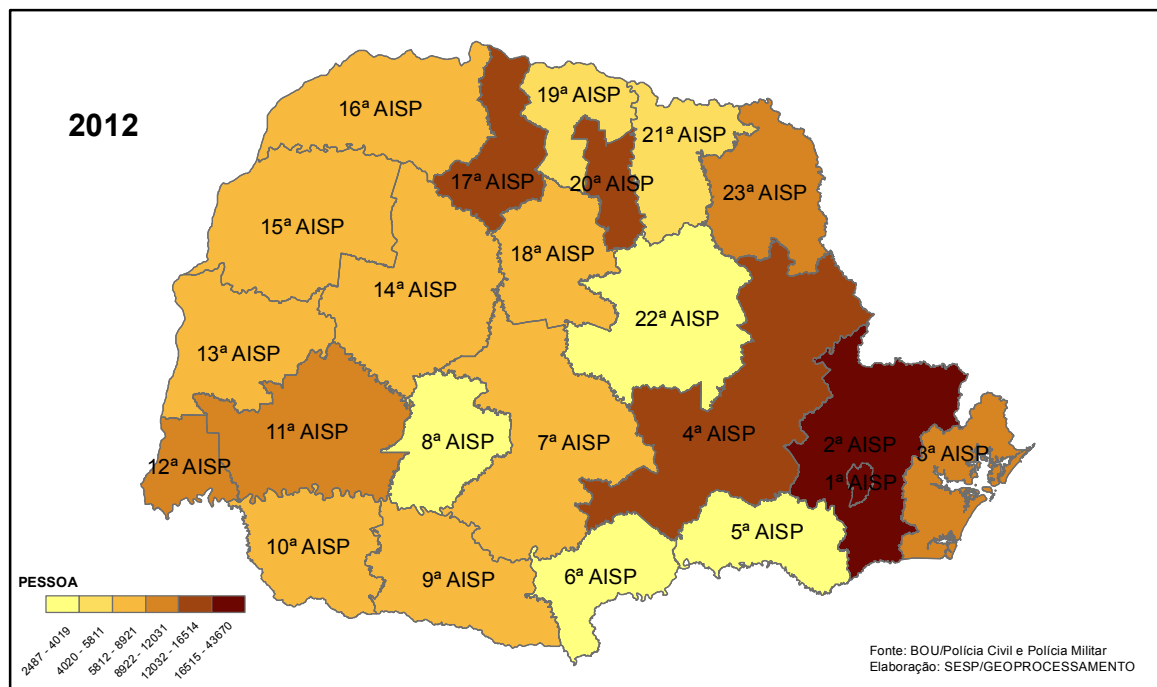 2012
16ª AISP
19ª AISP
21ª AISP
17ª AISP
20ª AISP
23ª AISP
15ª AISP
18ª AISP
14ª AISP
22ª AISP
13ª AISP
11ª AISP
8ª AISP
7ª AISP
4ª AISP
2ª AISP
3ª AISP
12ª AISP
1ª AISP
10ª AISP
9ª AISP
6ª AISP
5ª AISP
PESSOA
2487 - 4019
4020 - 5811
5812 - 8921
8922 - 12031
12032 - 16514
16515 - 43670
Fonte: BOU/Polícia Civil e Polícia Militar
Elaboração: SESP/GEOPROCESSAMENTO